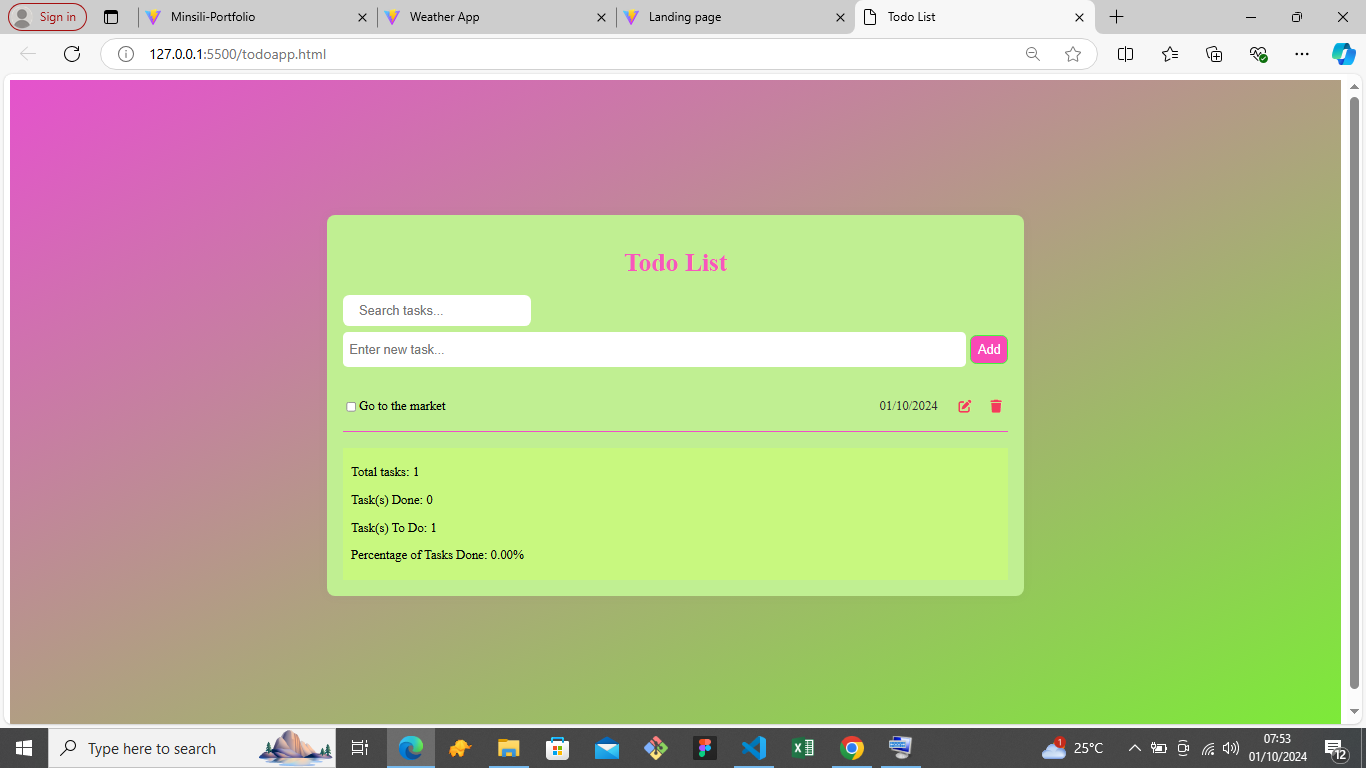 Sign in
Minsili-Portfolio
Weather App
Landing page
Todo List
127.0.0.1:5500/todoapp.html
Todo List
Search tasks...
Enter new task...
Add
Go to the market 01/10/2024
Total tasks: 1
Task(s) Done: 0
Task(s) To Do: 1
Percentage of Tasks Done: 0.00%
Type here to search
1
25°C
07:53
01/10/2024
12